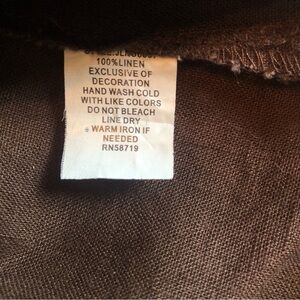 100%LINEN
EXCLUSIVE OF
DECORATION
HAND WASH COLD
WITH LIKE COLORS
DO NOT BLEACH
LINE DRY
WARM IRON IF
NEEDED
RN58719